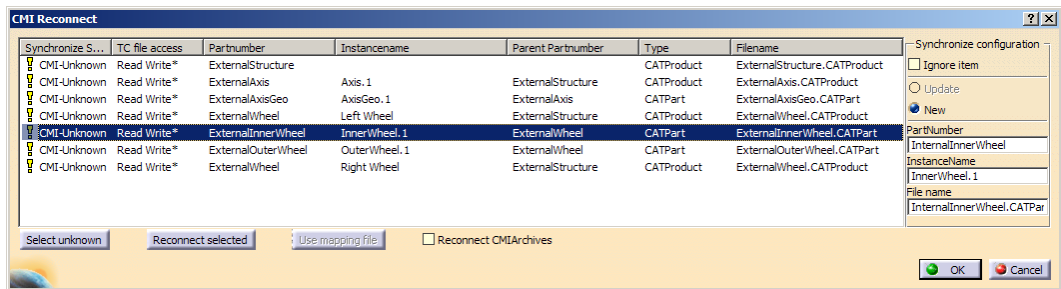 CMI Reconnect
Synchronize S... TC file access Partnumber Instancename Parent Partnumber Type Filename
CMI-Unknown Read Write* ExternalStructure CATProduct ExternalStructure.CATProduct
CMI-Unknown Read Write* ExternalAxis Axis.1 ExternalStructure CATProduct ExternalAxis.CATProduct
CMI-Unknown Read Write* ExternalAxisGeo AxisGeo.1 ExternalAxis CATPart ExternalAxisGeo.CATPart
CMI-Unknown Read Write* ExternalWheel Left Wheel ExternalStructure CATProduct ExternalWheel.CATProduct
CMI-Unknown Read Write* ExternalInnerWheel InnerWheel.1 ExternalWheel CATPart ExternalInnerWheel.CATPart
CMI-Unknown Read Write* ExternalOuterWheel OuterWheel.1 ExternalWheel CATPart ExternalOuterWheel.CATPart
CMI-Unknown Read Write* ExternalWheel Right Wheel ExternalStructure CATProduct ExternalWheel.CATProduct
Synchronize configuration
Ignore item
Update
New
PartNumber
InternalInnerWheel
InstanceName
InnerWheel.1
File name
InternalInnerWheel.CATPar
Select unknown Reconnect selected Use mapping file Reconnect CMIArchives
OK Cancel